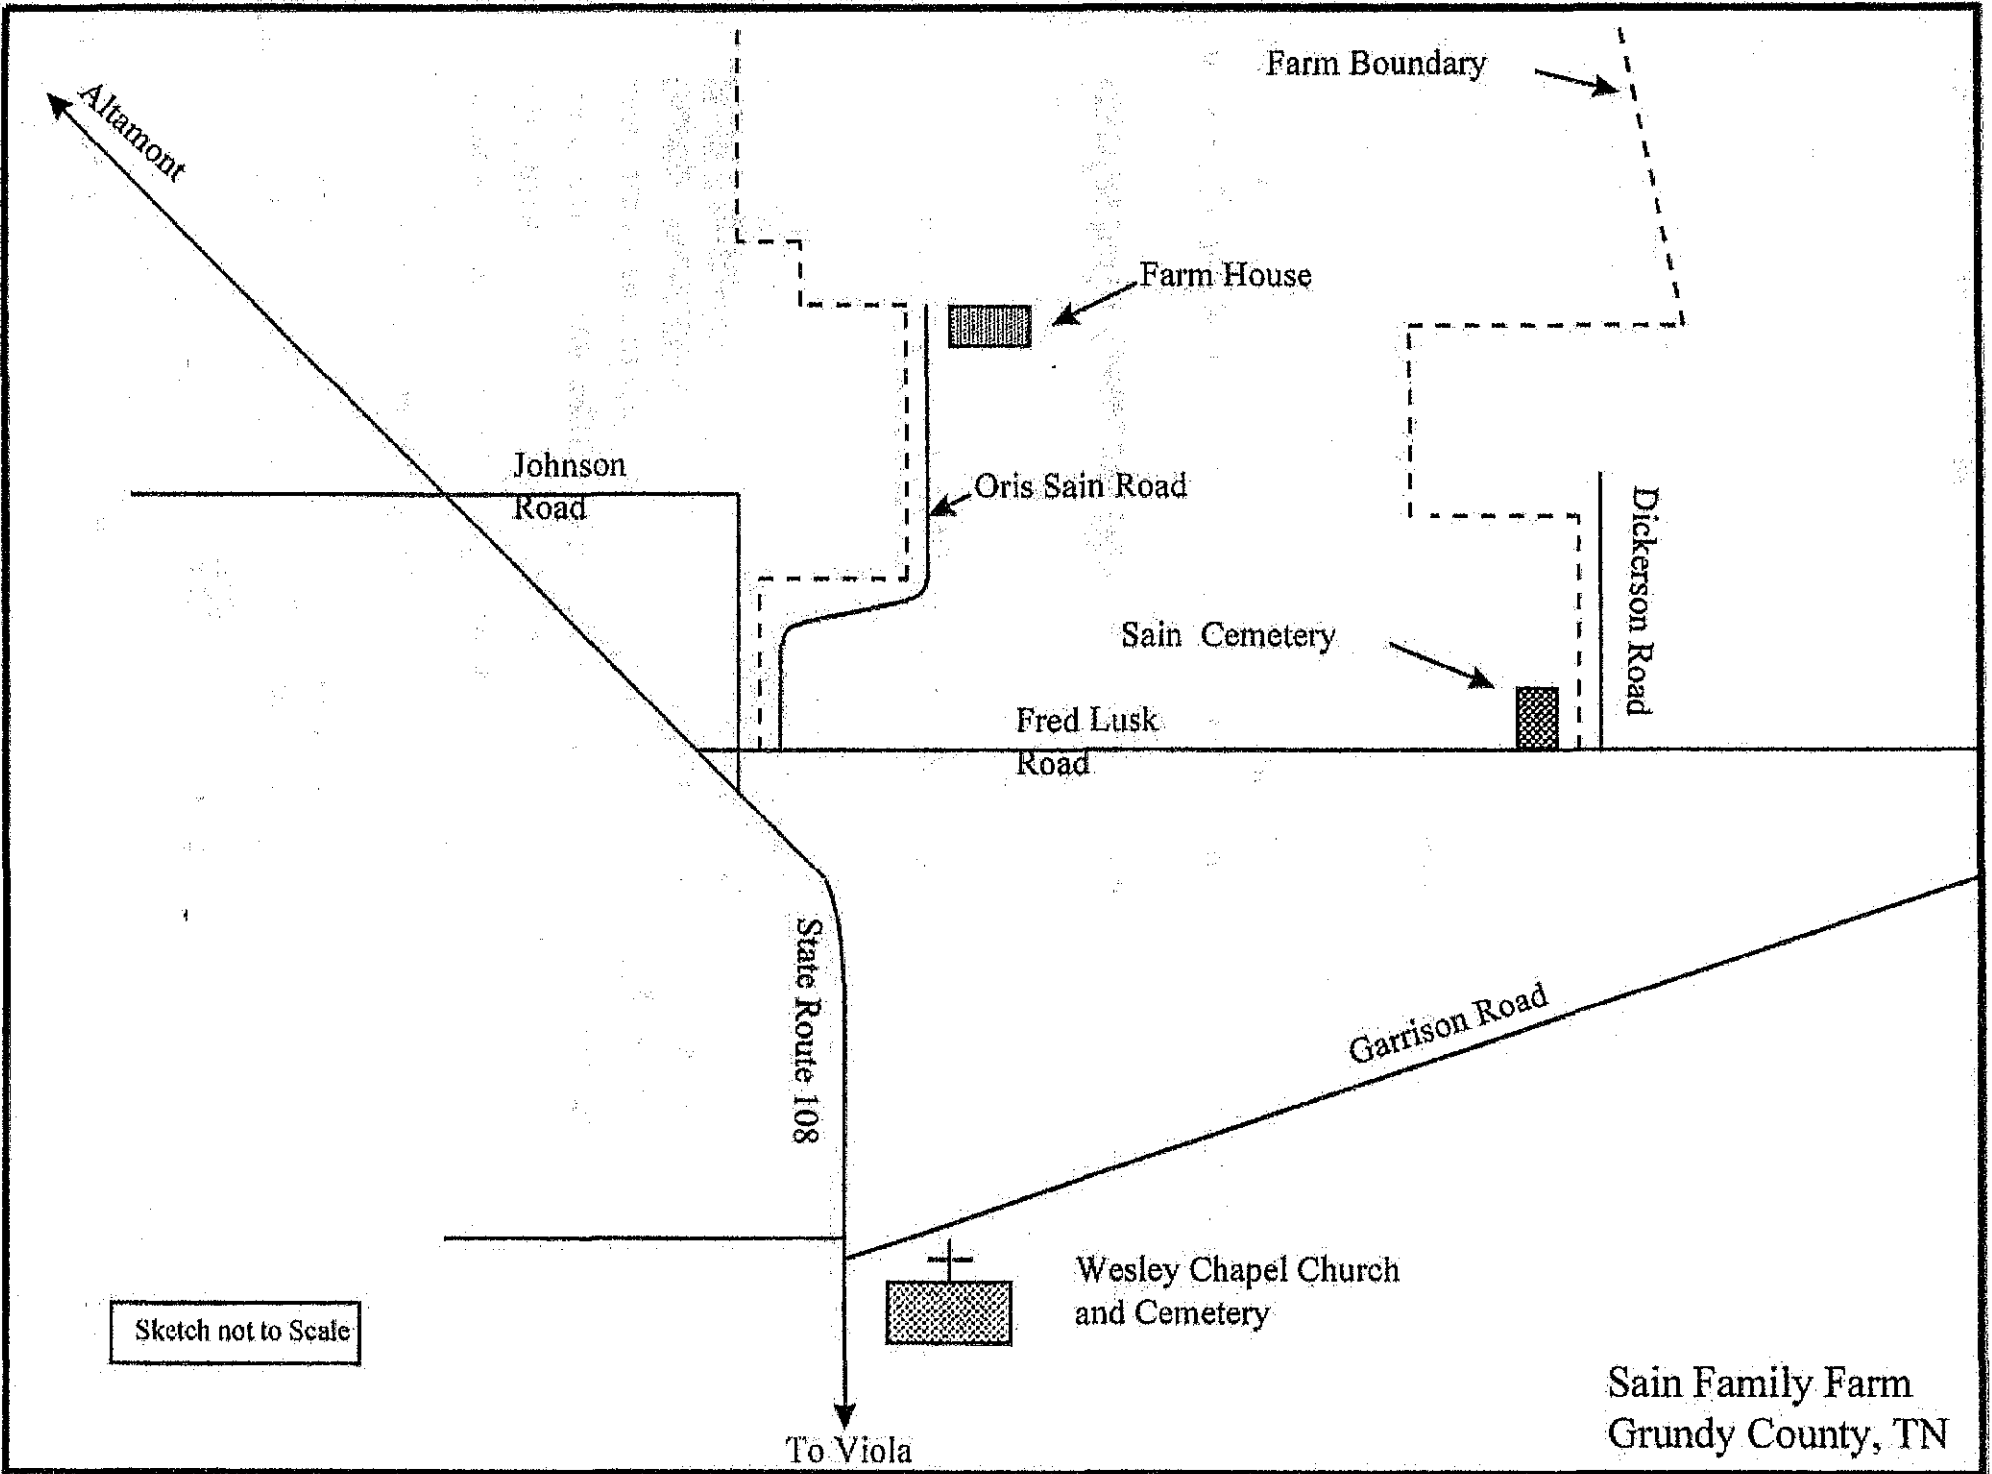 Farm Boundary
Altamont
Farm House
Johnson
Road
Oris Sain Road
Dickerson Road
Sain Cemetery
Fred Lusk
Road
State Route 108
Garrison Road
Wesley Chapel Church
and Cemetery
Sketch not to Scale
Sain Family Farm
Grundy County, TN
To Viola